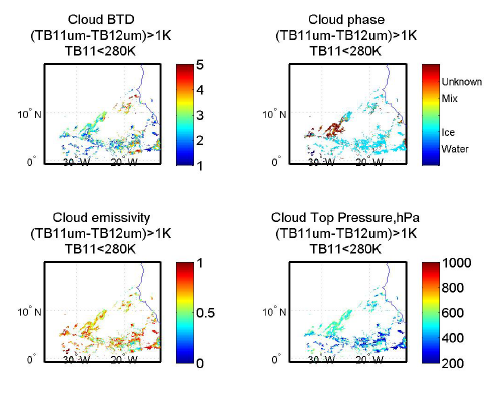 Cloud BTD
(TB11um-TB12um)>1K
TB11<280K
5
4
3
2
1
10° N
0°
30° W
20° W
Cloud phase
(TB11um-TB12um)>1K
TB11<280K
Unknown
Mix
Ice
Water
10° N
0°
30° W
20° W
Cloud emissivity
(TB11um-TB12um)>1K
TB11<280K
1
0.5
0
10° N
0°
30° W
20° W
Cloud Top Pressure,hPa
(TB11um-TB12um)>1K
TB11<280K
1000
800
600
400
200
10° N
0°
30° W
20° W